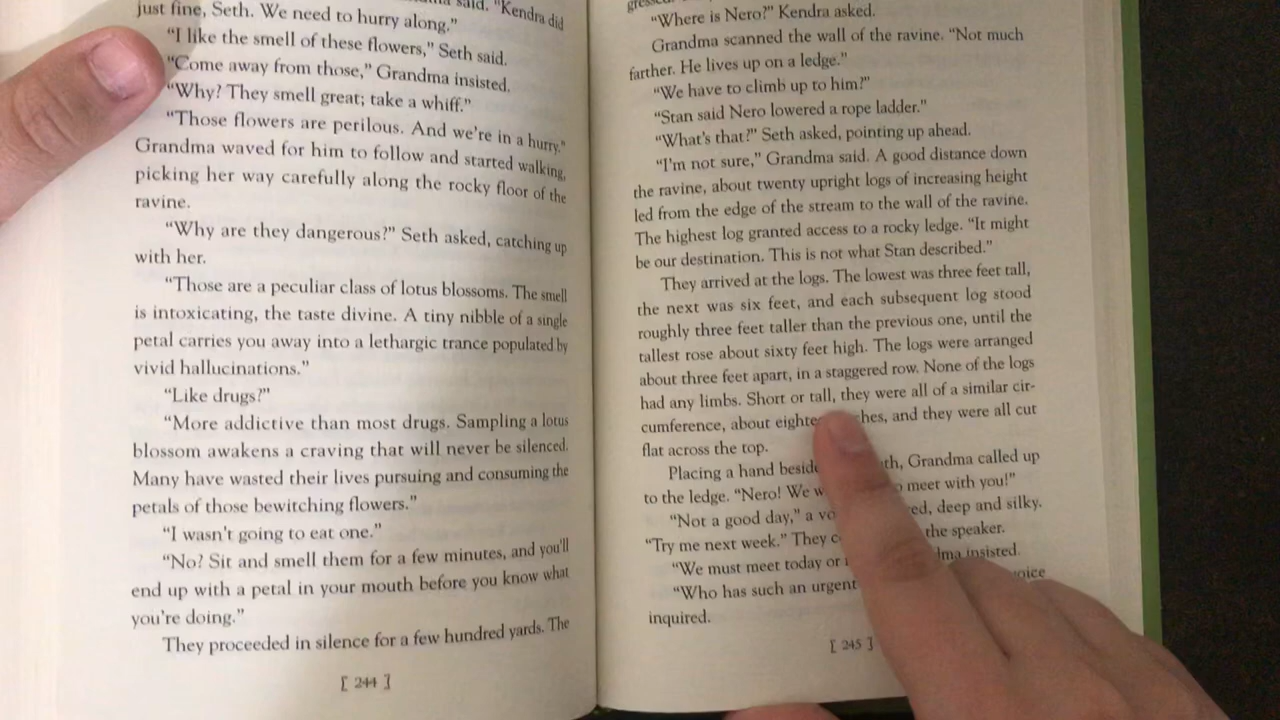 said. "Kendra did
just fine, Seth. We need to hurry along."
"I like the smell of these flowers," Seth said.
"Come away from those," Grandma insisted.
"Why? They smell great; take a whiff."
"Those flowers are perilous. And we're in a hurry."
Grandma waved for him to follow and started walking,
picking her way carefully along the rocky floor of the
ravine.
"Why are they dangerous?" Seth asked, catching up
with her.
"Those are a peculiar class of lotus blossoms. The smell
is intoxicating, the taste divine. A tiny nibble of a single
petal carries you away into a lethargic trance populated by
vivid hallucinations."
"Like drugs?"
"More addictive than most drugs. Sampling a lotus
blossom awakens a craving that will never be silenced.
Many have wasted their lives pursuing and consuming the
petals of those bewitching flowers."
"I wasn't going to eat one."
"No? Sit and smell them for a few minutes, and you'll
end up with a petal in your mouth before you know what
you're doing."
They proceeded in silence for a few hundred yards. The
[ 244 ]
"Where is Nero?" Kendra asked.
Grandma scanned the wall of the ravine. "Not much
farther. He lives up on a ledge."
"We have to climb up to him?"
"Stan said Nero lowered a rope ladder."
"What's that?" Seth asked, pointing up ahead.
"I'm not sure," Grandma said. A good distance down
the ravine, about twenty upright logs of increasing height
led from the edge of the stream to the wall of the ravine.
The highest log granted access to a rocky ledge. "It might
be our destination. This is not what Stan described."
They arrived at the logs. The lowest was three feet tall,
the next was six feet, and each subsequent log stood
roughly three feet taller than the previous one, until the
tallest rose about sixty feet high. The logs were arranged
about three feet apart, in a staggered row. None of the logs
had any limbs. Short or tall, they were all of a similar cir-
cumference, about and they were all cut
flat across the top.
Placing a hand Grandma called up
to the ledge. "Nero! We meet with you!"
"Not a good day," a deep and silky.
"Try me next week." They the speaker.
"We must meet today or insisted.
"Who has such an urgent voice
inquired.
[ 245 ]